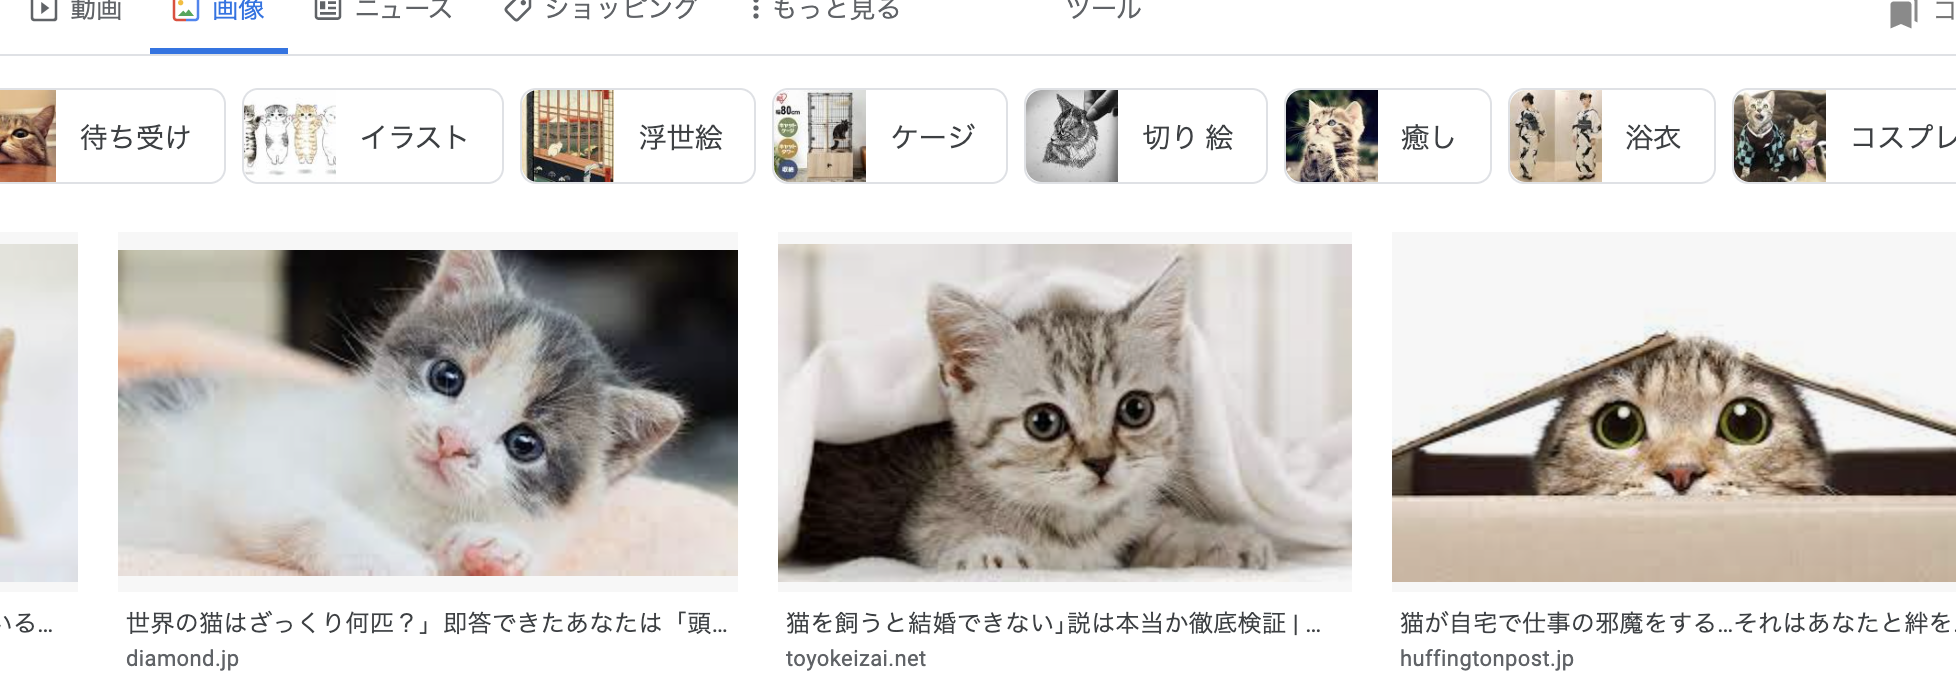 動画 画像 ニュース ショッピング もっと見る ツール
待ち受け イラスト 浮世絵 ケージ 切り 絵 癒し 浴衣 コスプレ
幅80cm
いる...
世界の猫はざっくり何匹？」即答できたあなたは「頭...
diamond.jp
猫を飼うと結婚できない｣説は本当か徹底検証 | ...
toyokeizai.net
猫が自宅で仕事の邪魔をする...それはあなたと絆を
huffingtonpost.jp